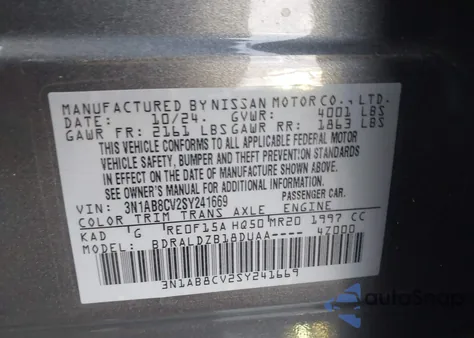 MANUFACTURED BY NISSAN MOTOR CO., LTD.
DATE: 10/24. GVWR: 4001 LBS
GAWR FR: 2161 LBS GAWR RR: 1863 LBS
THIS VEHICLE CONFORMS TO ALL APPLICABLE FEDERAL MOTOR
VEHICLE SAFETY, BUMPER AND THEFT PREVENTION STANDARDS
IN EFFECT ON THE DATE OF MANUFACTURE SHOWN ABOVE.
SEE OWNER'S MANUAL FOR ADDITIONAL INFORMATION.
VIN: 3N1AB8CV2SY241669 PASSENGER CAR.
COLOR TRIM TRANS AXLE ENGINE
KAD G RE0F15A HQ50 MR20 1997 CC
MODEL: BDRALDZB18DUAA---- 4Z000
3N1AB8CV2SY241669
AutoSnap